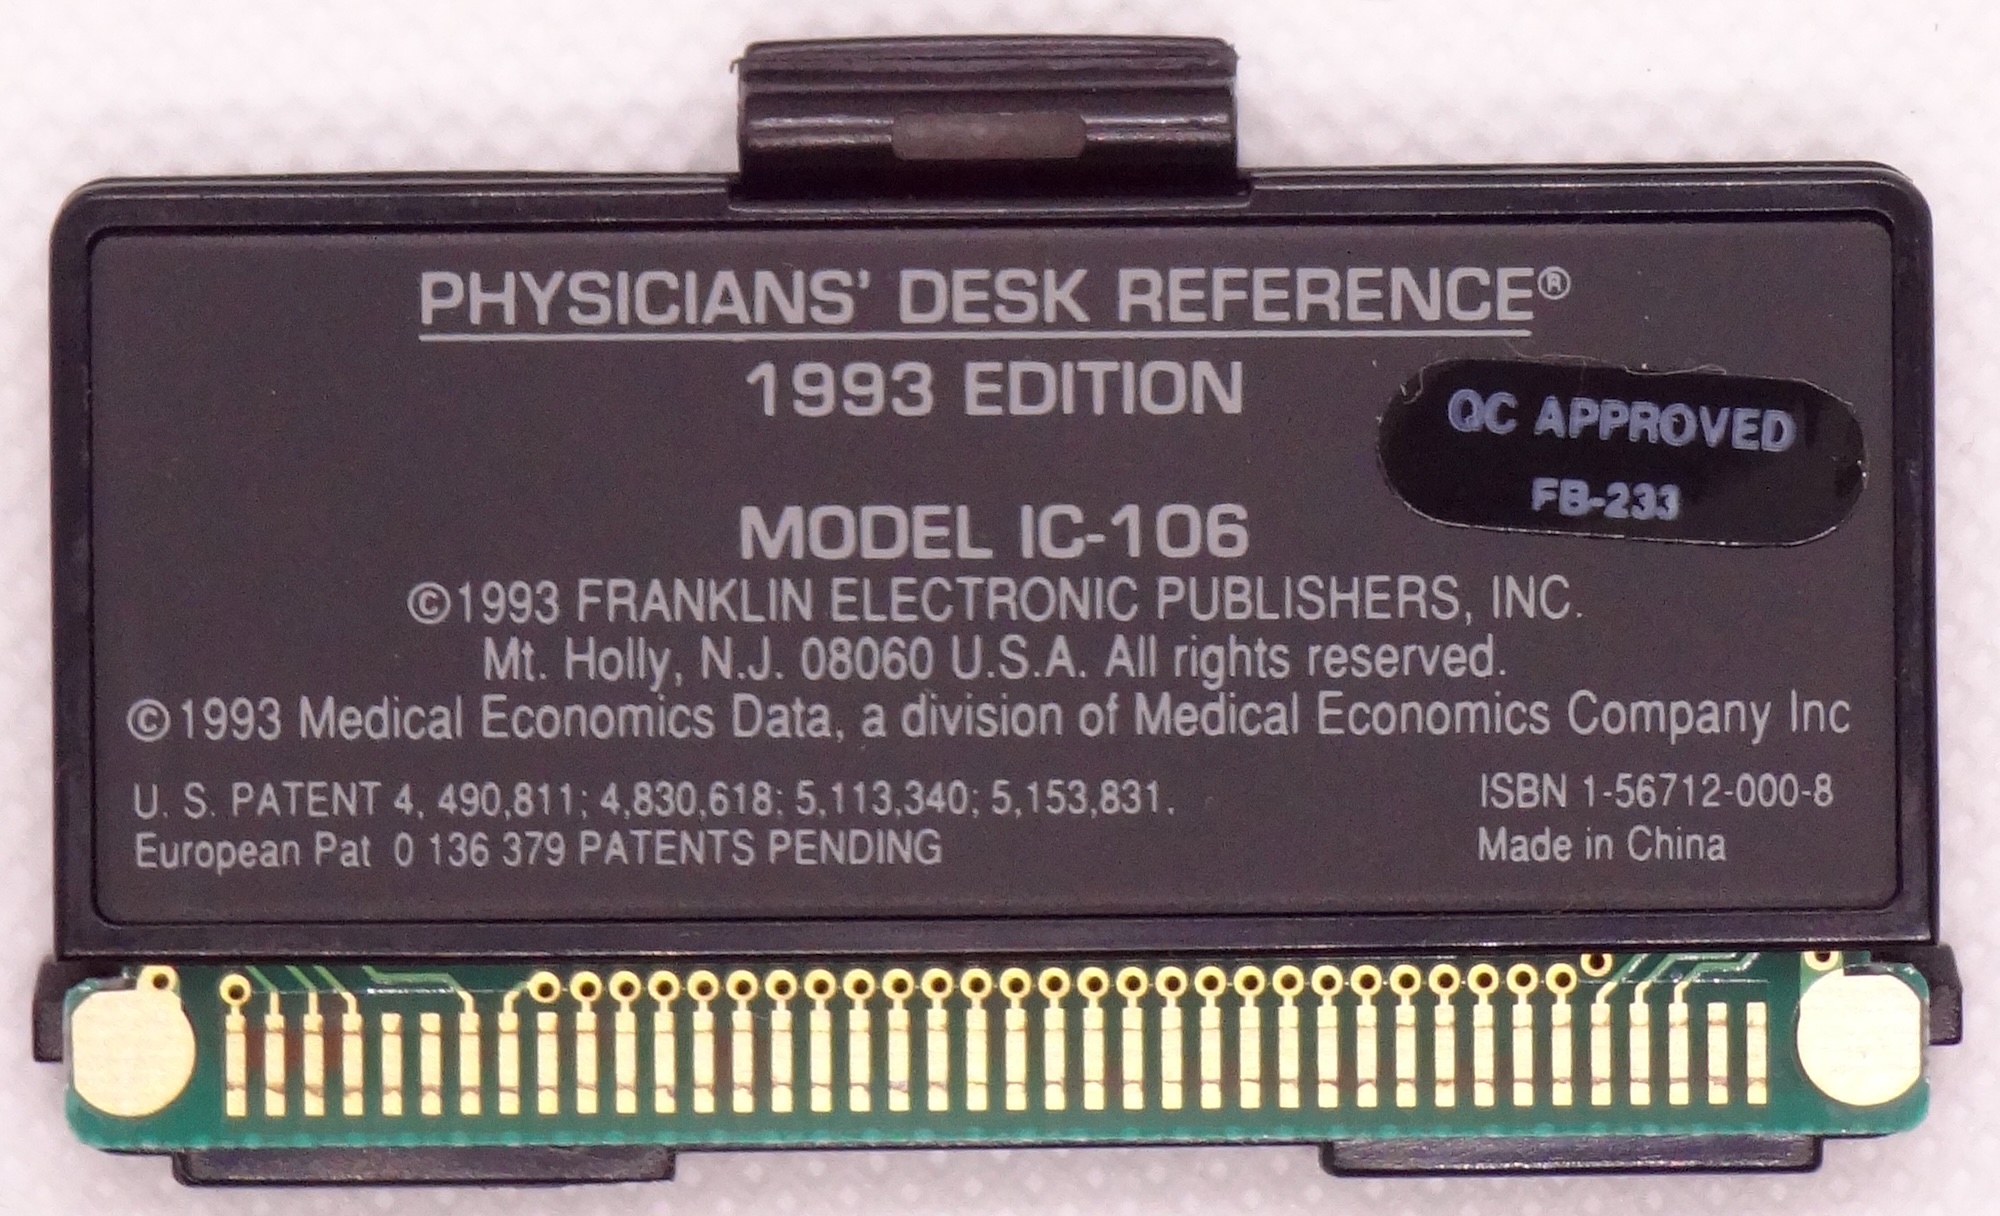 PHYSICIANS' DESK REFERENCE®
1993 EDITION
QC APPROVED
FB-233
MODEL IC-106
©1993 FRANKLIN ELECTRONIC PUBLISHERS, INC.
Mt. Holly, N.J. 08060 U.S.A. All rights reserved.
©1993 Medical Economics Data, a division of Medical Economics Company Inc
U. S. PATENT 4, 490,811; 4,830,618; 5,113,340; 5,153,831.
European Pat 0 136 379 PATENTS PENDING
ISBN 1-56712-000-8
Made in China